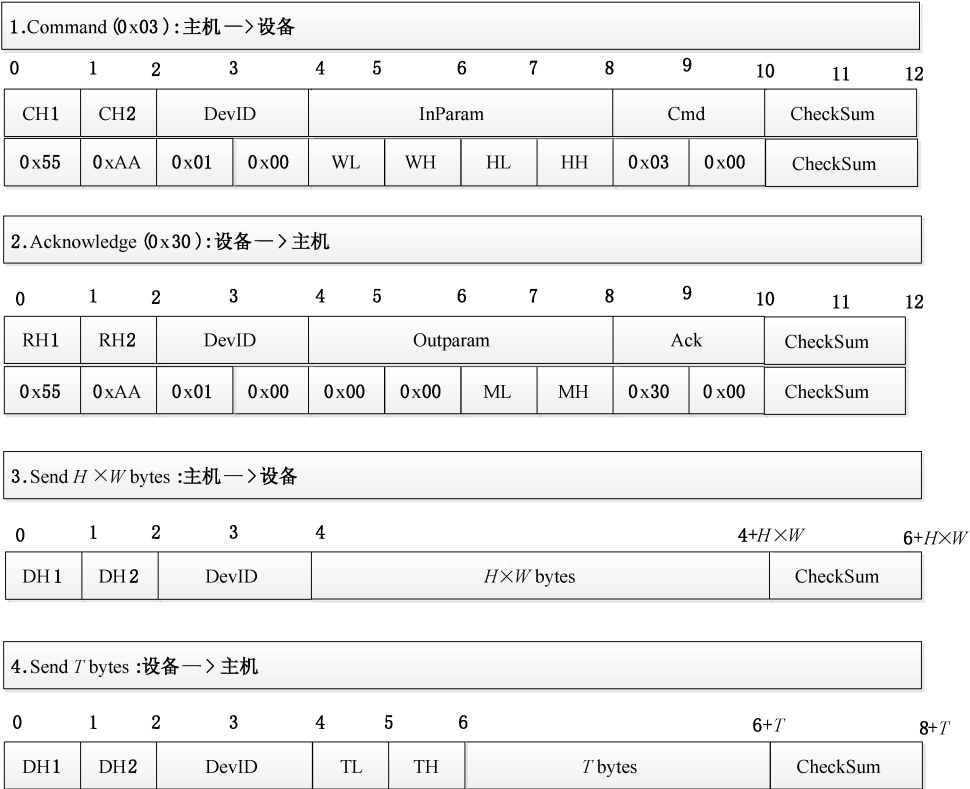 1.Command (0x03):主机—>设备
0 1 2 3 4 5 6 7 8 9 10 11 12
CH1 CH2 DevID InParam Cmd CheckSum
0x55 0xAA 0x01 0x00 WL WH HL HH 0x03 0x00 CheckSum
2.Acknowledge (0x30):设备—>主机
0 1 2 3 4 5 6 7 8 9 10 11 12
RH1 RH2 DevID Outparam Ack CheckSum
0x55 0xAA 0x01 0x00 0x00 0x00 ML MH 0x30 0x00 CheckSum
3.Send H×W bytes :主机—>设备
0 1 2 3 4 4+H×W 6+H×W
DH1 DH2 DevID H×W bytes CheckSum
4.Send T bytes :设备—>主机
0 1 2 3 4 5 6 6+T 8+T
DH1 DH2 DevID TL TH T bytes CheckSum